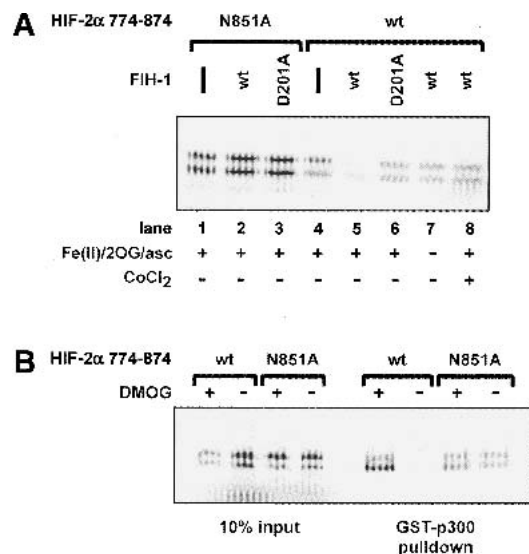 A
HIF-2α 774-874 N851A wt
FIH-1 | wt D201A | wt D201A wt wt
lane 1 2 3 4 5 6 7 8
Fe(II)/2OG/asc + + + + + + - +
CoCl2 - - - - - - - +
B
HIF-2α 774-874 wt N851A wt N851A
DMOG + - + - + - + -
10% input GST-p300
pulldown